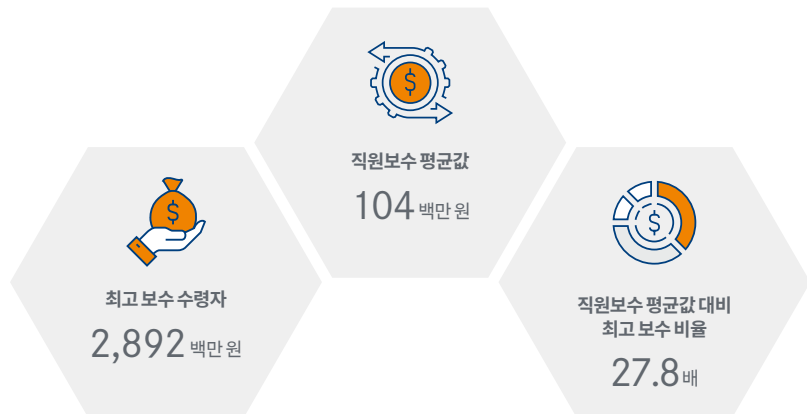 $
직원보수 평균값
104 백만 원
$
최고 보수 수령자
2,892 백만 원
$
직원보수 평균값 대비
최고 보수 비율
27.8 배